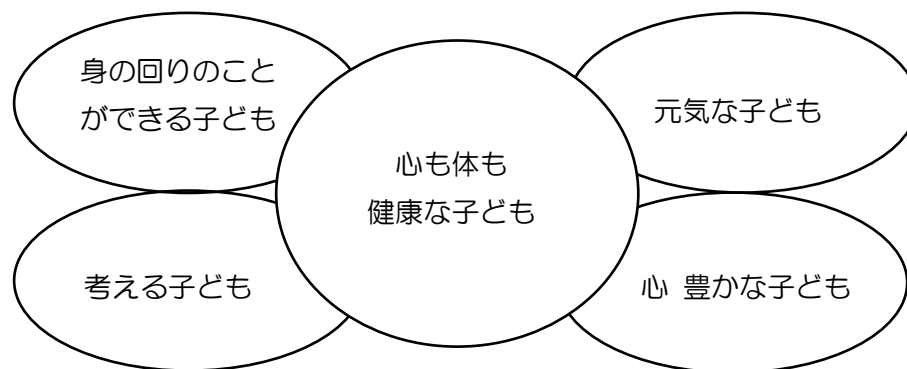 身の回りのこと
ができる子ども
元気な子ども
心も体も
健康な子ども
考える子ども
心 豊かな子ども